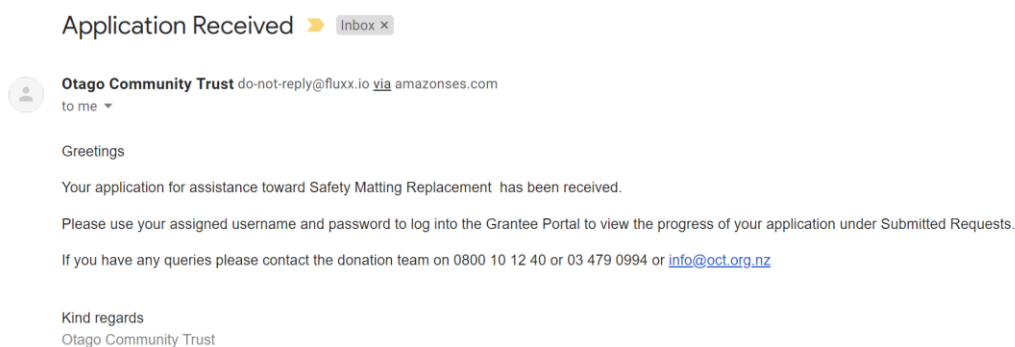 Application Received Inbox ×
Otago Community Trust do-not-reply@fluxx.io via amazonses.com
to me
Greetings
Your application for assistance toward Safety Matting Replacement has been received.
Please use your assigned username and password to log into the Grantee Portal to view the progress of your application under Submitted Requests.
If you have any queries please contact the donation team on 0800 10 12 40 or 03 479 0994 or info@oct.org.nz
Kind regards
Otago Community Trust